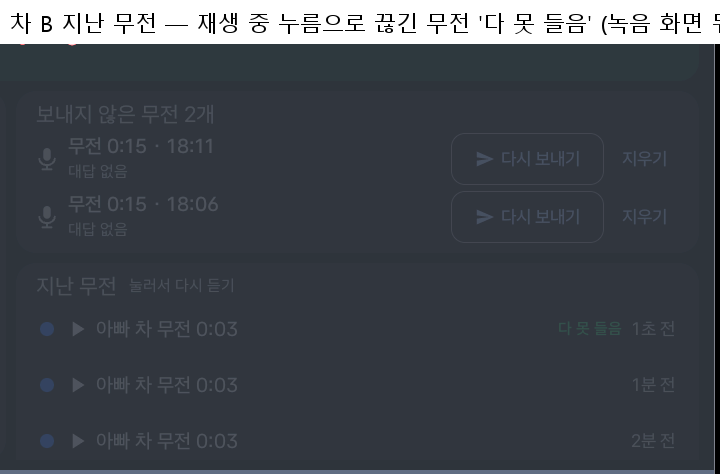 차 B 지난 무전 — 재생 중 누름으로 끊긴 무전 '다 못 들음' (녹음 화면
보내지 않은 무전 2개
무전 0:15 · 18:11
대답 없음
다시 보내기 지우기
무전 0:15 · 18:06
대답 없음
다시 보내기 지우기
지난 무전 눌러서 다시 듣기
아빠 차 무전 0:03 다 못 들음 1초 전
아빠 차 무전 0:03 1분 전
아빠 차 무전 0:03 2분 전